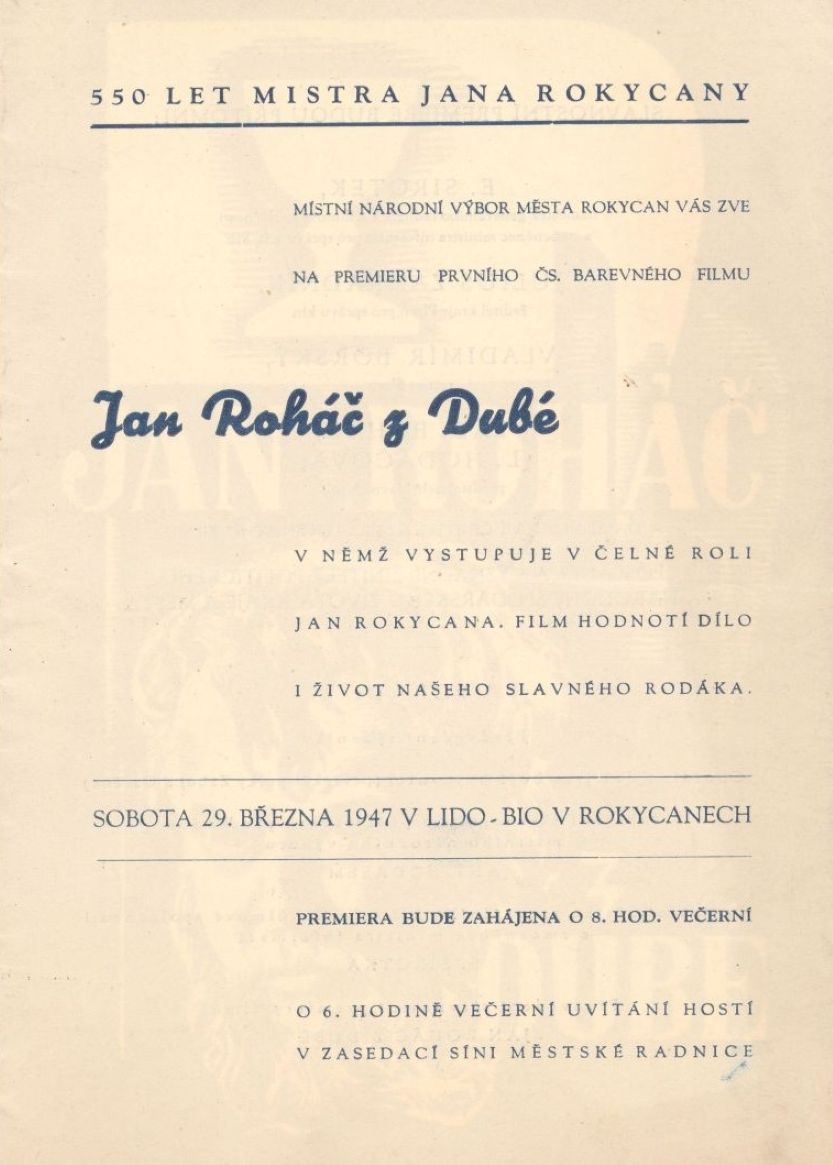 550 LET MISTRA JANA ROKYCANY
MÍSTNÍ NÁRODNÍ VÝBOR MĚSTA ROKYCAN VÁS ZVE
NA PREMIERU PRVNÍHO ČS. BAREVNÉHO FILMU
Jan Roháč z Dubé
V NĚMŽ VYSTUPUJE V ČELNÉ ROLI
JAN ROKYCANA. FILM HODNOTÍ DÍLO
I ŽIVOT NAŠEHO SLAVNÉHO RODÁKA.
SOBOTA 29. BŘEZNA 1947 V LIDO-BIO V ROKYCANECH
PREMIERA BUDE ZAHÁJENA O 8. HOD. VEČERNÍ
O 6. HODINĚ VEČERNÍ UVÍTÁNÍ HOSTÍ
V ZASEDACÍ SÍNI MĚSTSKÉ RADNICE